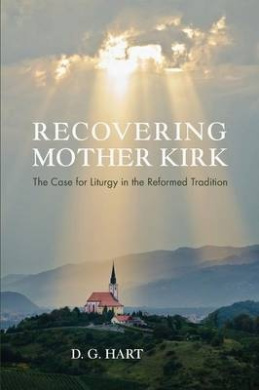 RECOVERING
MOTHER KIRK
The Case for Liturgy in the Reformed Tradition
D. G. HART